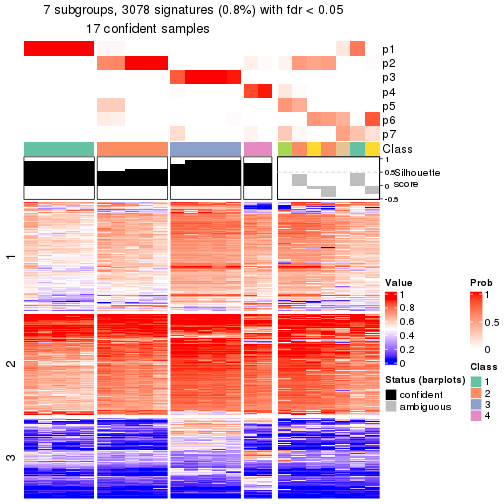 7 subgroups, 3078 signatures (0.8%) with fdr < 0.05
17 confident samples
p1
p2
p3
p4
p5
p6
p7
Class
1
0.5
0
-0.5
Silhouette
score
1
2
3
Value
1
0.8
0.6
0.4
0.2
0
Status (barplots)
confident
ambiguous
Prob
1
0.5
0
Class
1
2
3
4